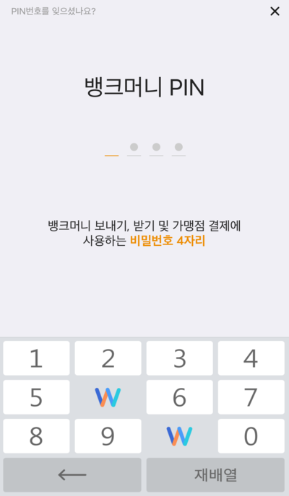 PIN번호를 잊으셨나요?
뱅크머니 PIN
뱅크머니 보내기, 받기 및 가맹점 결제에
사용하는 비밀번호 4자리
1 2 3 4
5 6 7
8 9 0
재배열